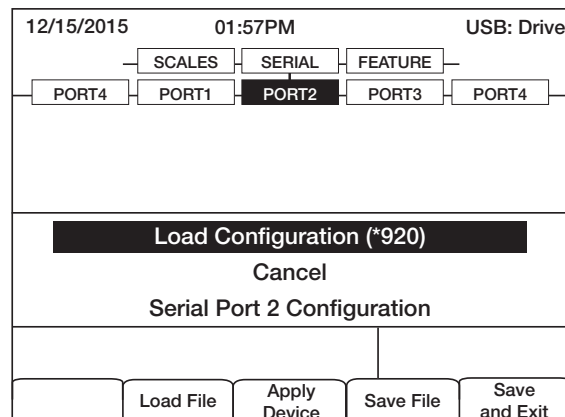 12/15/2015 01:57PM USB: Drive
SCALES SERIAL FEATURE
PORT4 PORT1 PORT2 PORT3 PORT4
Load Configuration (*920)
Cancel
Serial Port 2 Configuration
Load File Apply Device Save File Save and Exit